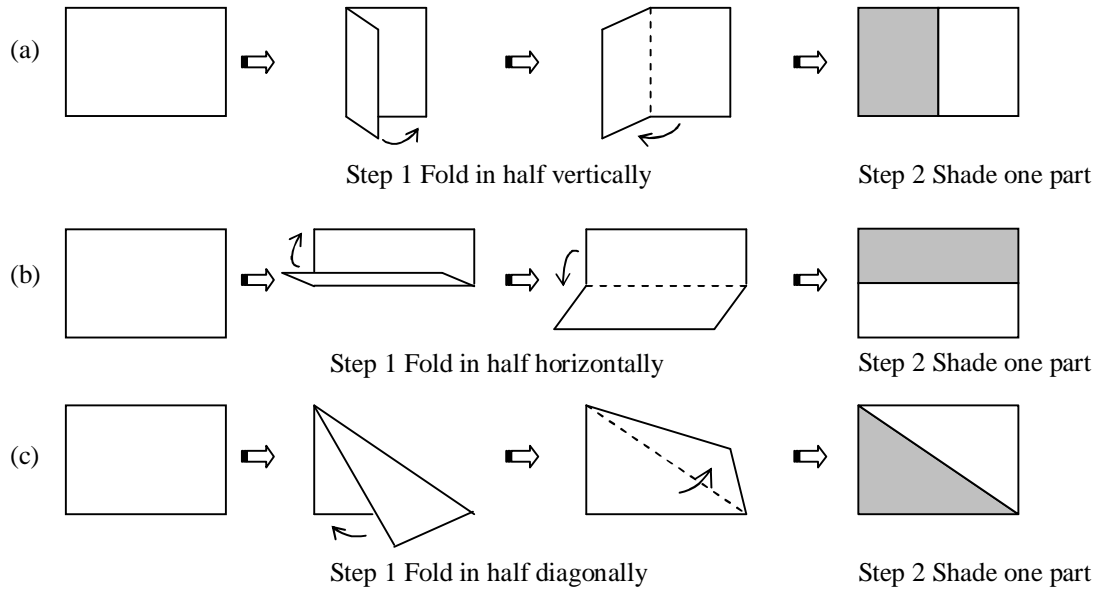 (a)
Step 1 Fold in half vertically
Step 2 Shade one part
(b)
Step 1 Fold in half horizontally
Step 2 Shade one part
(c)
Step 1 Fold in half diagonally
Step 2 Shade one part